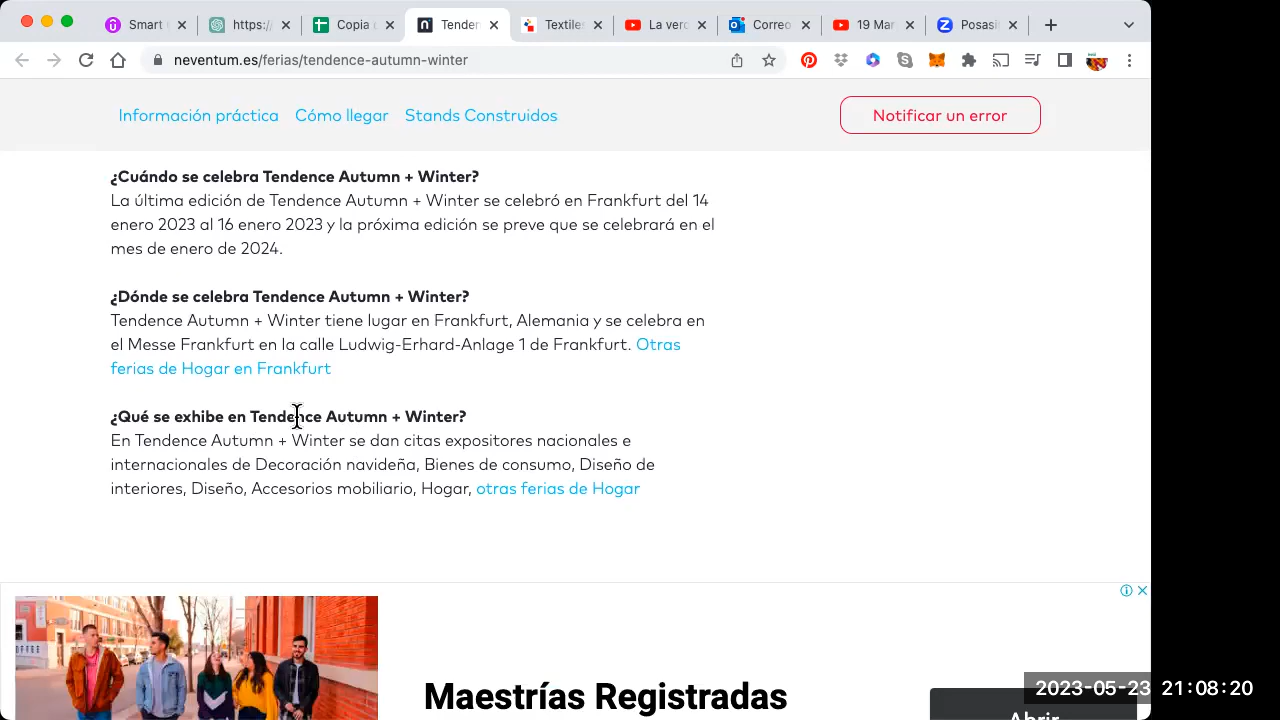 Smart
https:/
Copia
Tenden
Textiles
La verd
Correo
19 Mar
Posasi
neventum.es/ferias/tendence-autumn-winter
Información práctica Cómo llegar Stands Construidos
Notificar un error
¿Cuándo se celebra Tendence Autumn + Winter?
La última edición de Tendence Autumn + Winter se celebró en Frankfurt del 14
enero 2023 al 16 enero 2023 y la próxima edición se preve que se celebrará en el
mes de enero de 2024.
¿Dónde se celebra Tendence Autumn + Winter?
Tendence Autumn + Winter tiene lugar en Frankfurt, Alemania y se celebra en
el Messe Frankfurt en la calle Ludwig-Erhard-Anlage 1 de Frankfurt. Otras
ferias de Hogar en Frankfurt
¿Qué se exhibe en Tendence Autumn + Winter?
En Tendence Autumn + Winter se dan citas expositores nacionales e
internacionales de Decoración navideña, Bienes de consumo, Diseño de
interiores, Diseño, Accesorios mobiliario, Hogar, otras ferias de Hogar
Maestrías Registradas
Abrir
2023-05-23 21:08:20